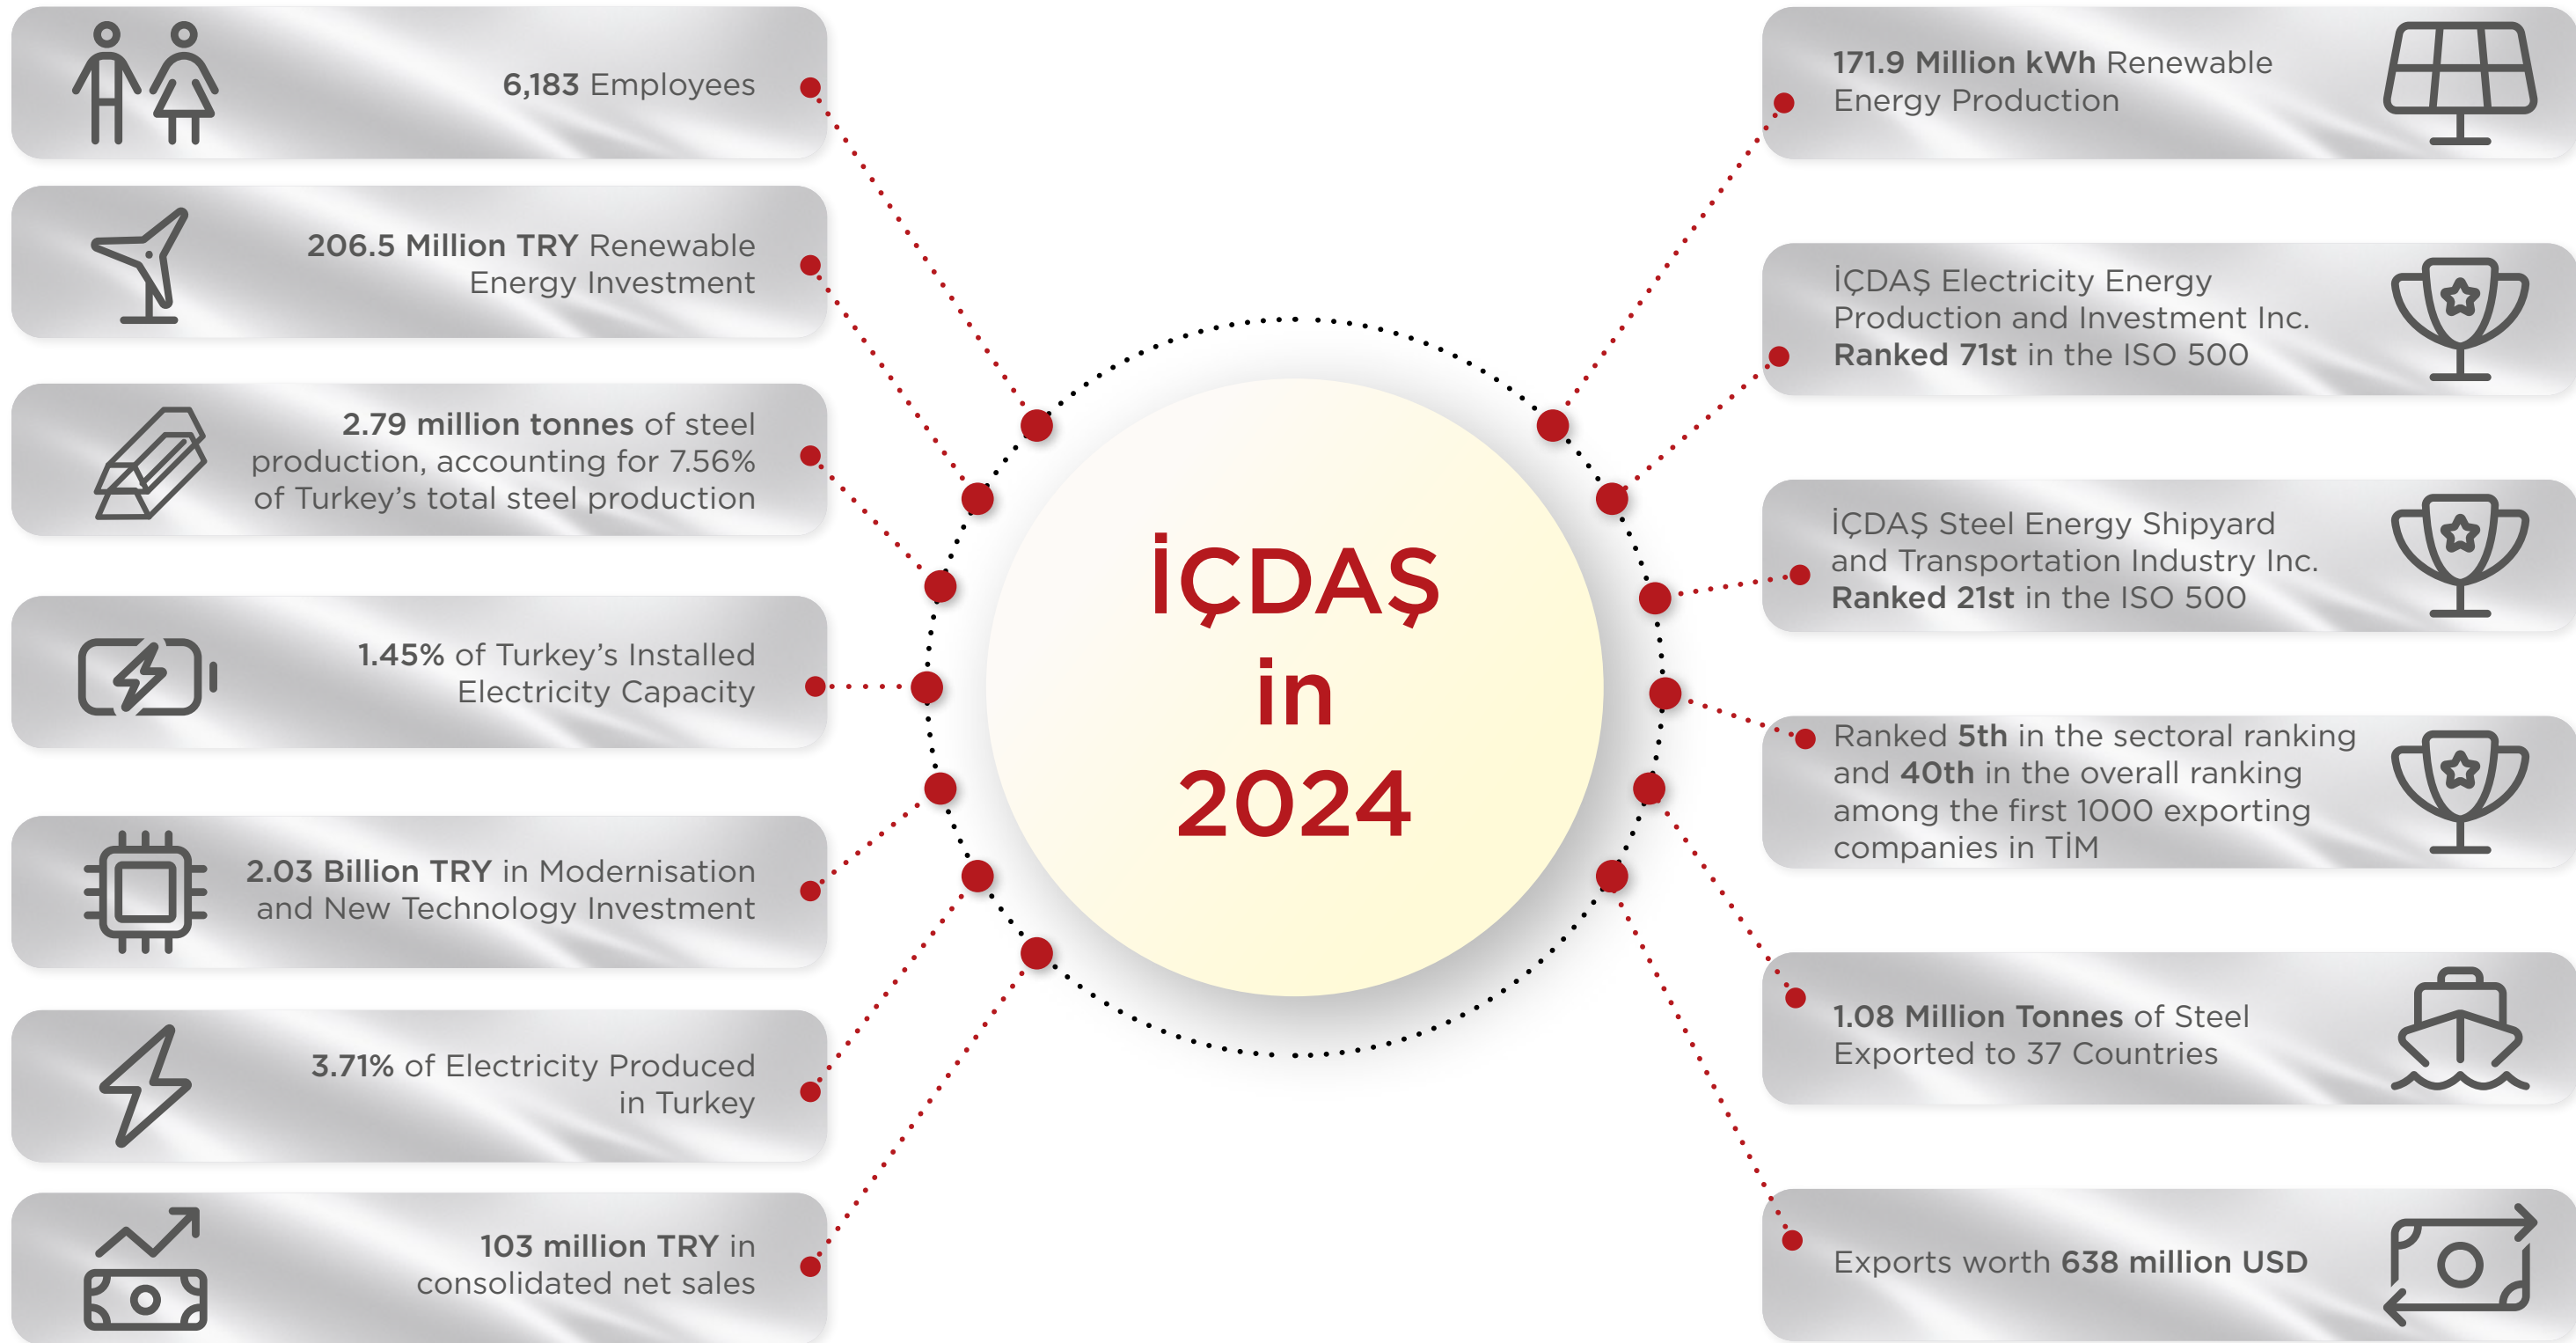 6,183 Employees
206.5 Million TRY Renewable
Energy Investment
2.79 million tonnes of steel
production, accounting for 7.56%
of Turkey’s total steel production
1.45% of Turkey’s Installed
Electricity Capacity
2.03 Billion TRY in Modernisation
and New Technology Investment
3.71% of Electricity Produced
in Turkey
103 million TRY in
consolidated net sales
İÇDAŞ
in
2024
171.9 Million kWh Renewable
Energy Production
İÇDAŞ Electricity Energy
Production and Investment Inc.
Ranked 71st in the ISO 500
İÇDAŞ Steel Energy Shipyard
and Transportation Industry Inc.
Ranked 21st in the ISO 500
Ranked 5th in the sectoral ranking
and 40th in the overall ranking
among the first 1000 exporting
companies in TİM
1.08 Million Tonnes of Steel
Exported to 37 Countries
Exports worth 638 million USD